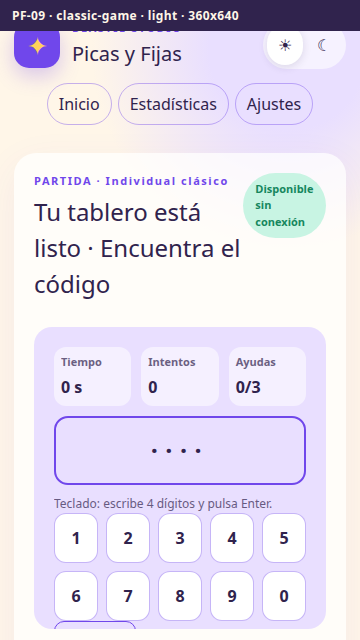 PF-09 · classic-game · light · 360x640
Picas y Fijas
Inicio
Estadísticas
Ajustes
PARTIDA · Individual clásico
Disponible
sin
conexión
Tu tablero está
listo · Encuentra el
código
Tiempo
Intentos
Ayudas
0 s
0
0/3
• • • •
Teclado: escribe 4 dígitos y pulsa Enter.
1 2 3 4 5
6 7 8 9 0